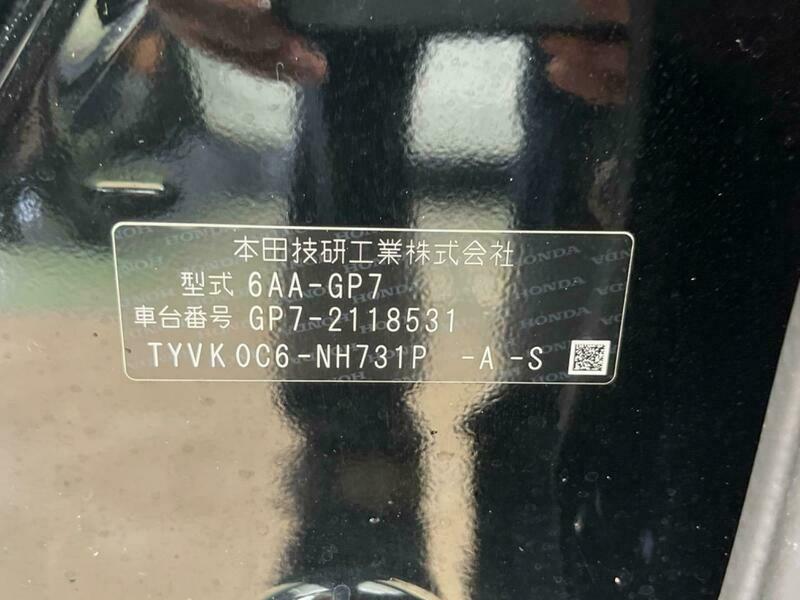 本田技研工業株式会社
型式 6AA-GP7
車台番号 GP7-2118531
TYVK0C6-NH731P -A-S